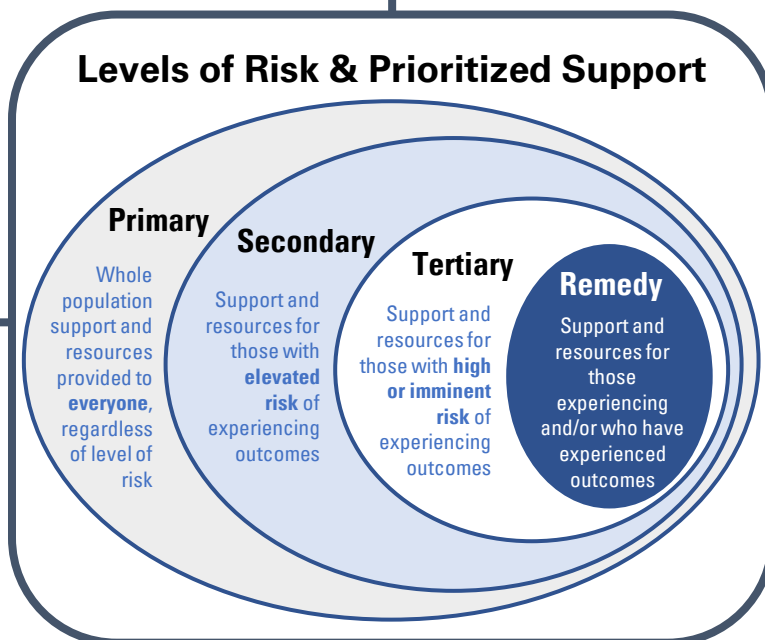 Levels of Risk & Prioritized Support
Primary
Whole
population
support and
resources
provided to
everyone,
regardless
of level of
risk
Secondary
Support and
resources for
those with
elevated
risk of
experiencing
outcomes
Tertiary
Support and
resources for
those with high
or imminent
risk of
experiencing
outcomes
Remedy
Support and
resources for
those
experiencing
and/or who have
experienced
outcomes